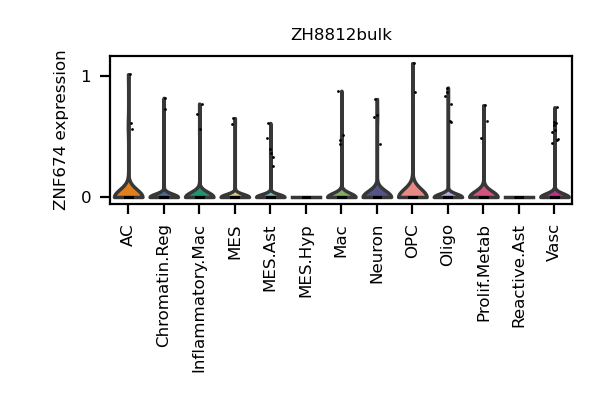 ZH8812bulk
ZNF674 expression
1
0
AC
Chromatin.Reg
Inflammatory.Mac
MES
MES.Ast
MES.Hyp
Mac
Neuron
OPC
Oligo
Prolif.Metab
Reactive.Ast
Vasc